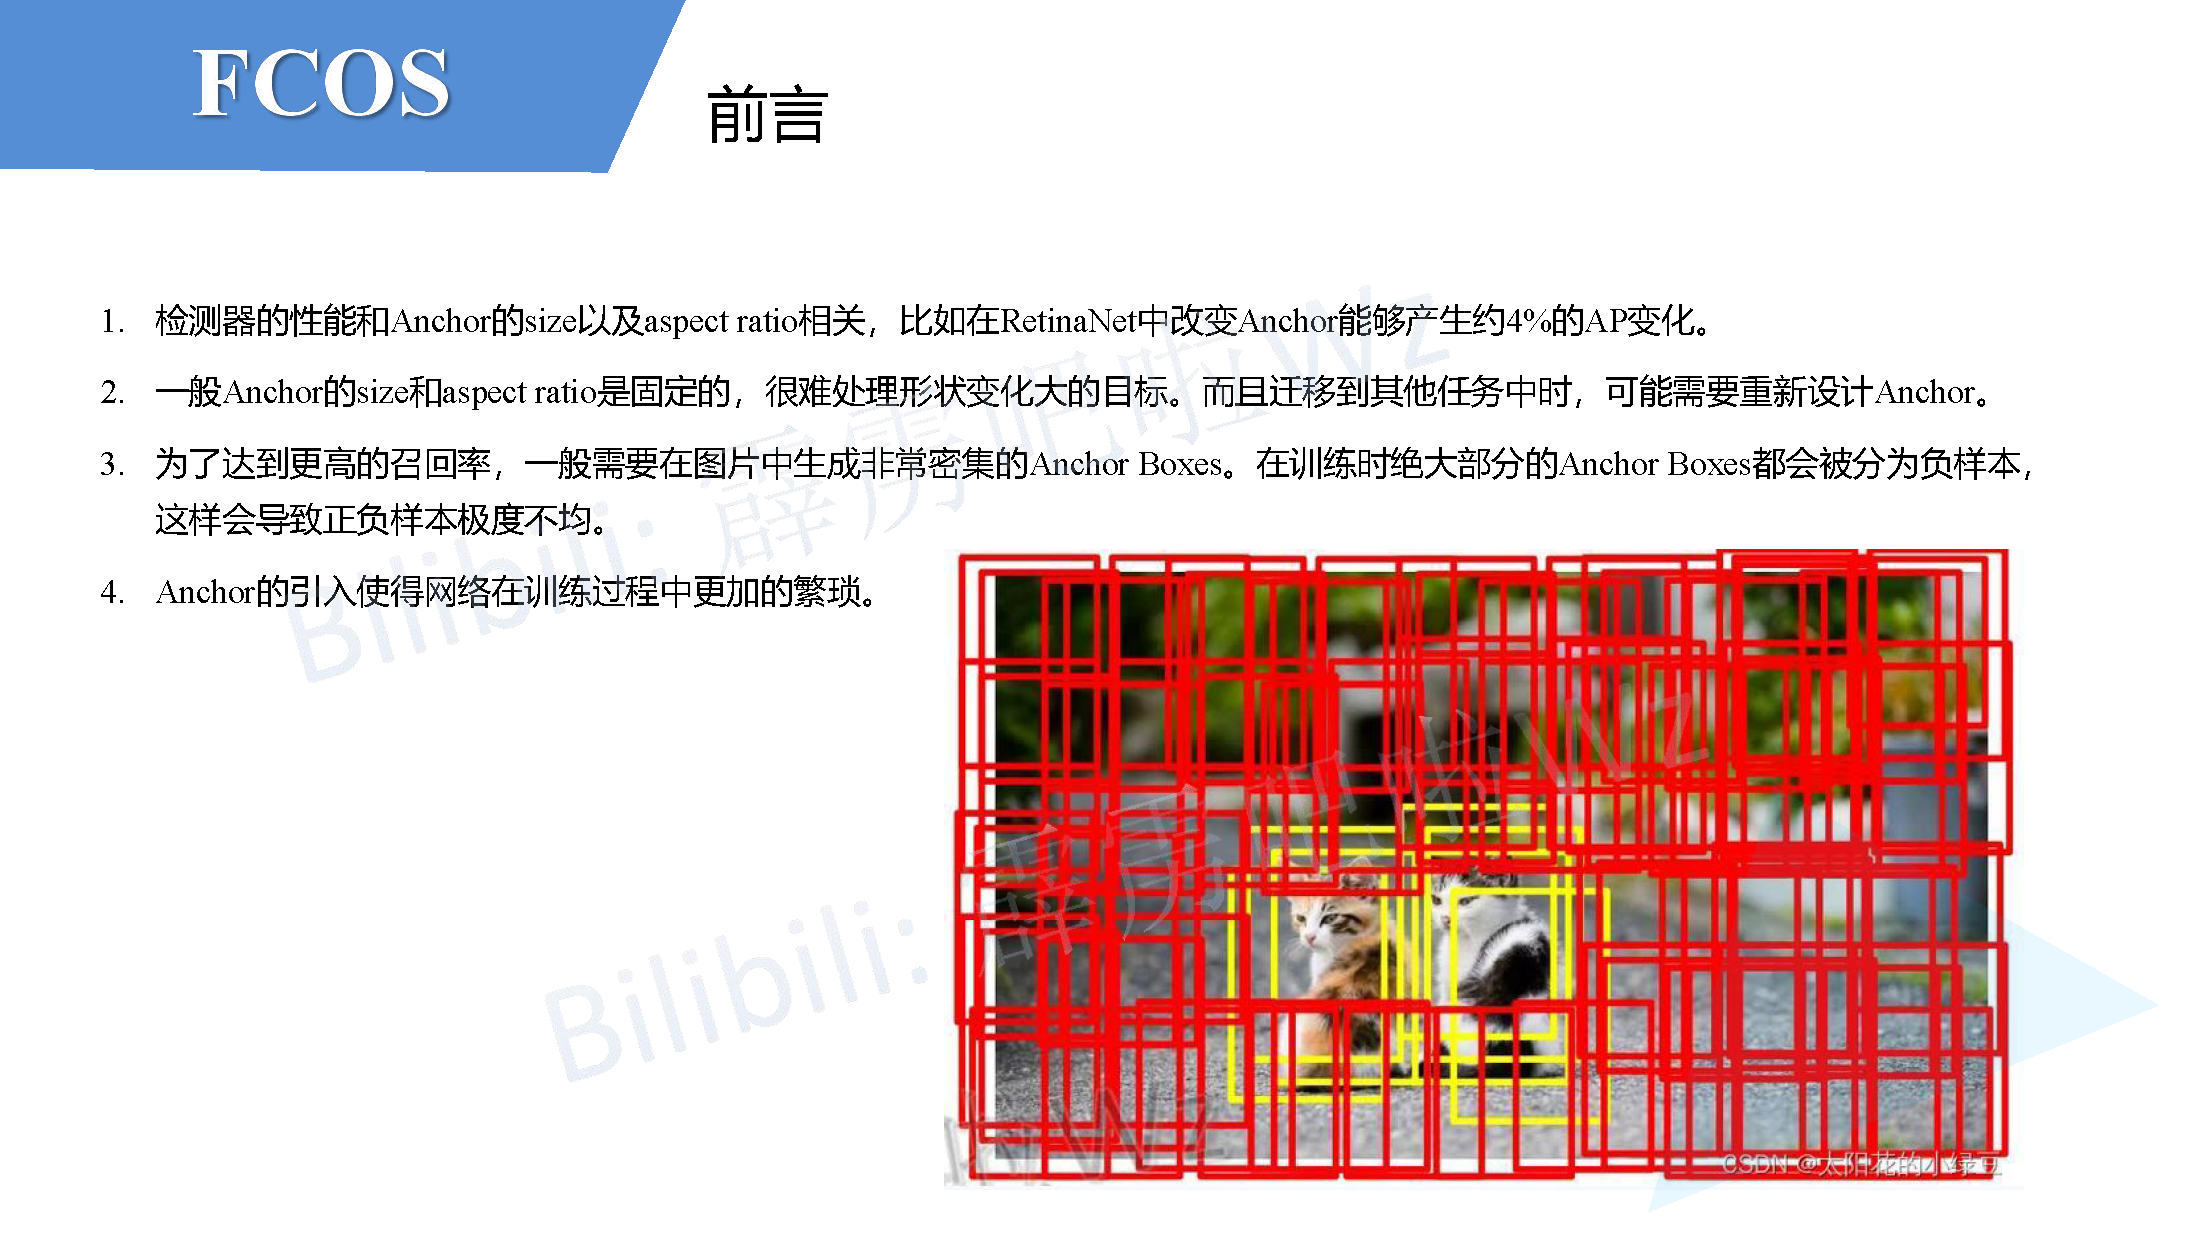 FCOS
前言
1. 检测器的性能和Anchor的size以及aspect ratio相关，比如在RetinaNet中改变Anchor能够产生约4%的AP变化。
2. 一般Anchor的size和aspect ratio是固定的，很难处理形状变化大的目标。而且迁移到其他任务中时，可能需要重新设计Anchor。
3. 为了达到更高的召回率，一般需要在图片中生成非常密集的Anchor Boxes。在训练时绝大部分的Anchor Boxes都会被分为负样本，
这样会导致正负样本极度不均。
4. Anchor的引入使得网络在训练过程中更加的繁琐。
Bilibili: 霹雳吧啦Wz
Bilibili: 霹雳吧啦Wz
啦Wz
CSDN @太阳花的小绿豆